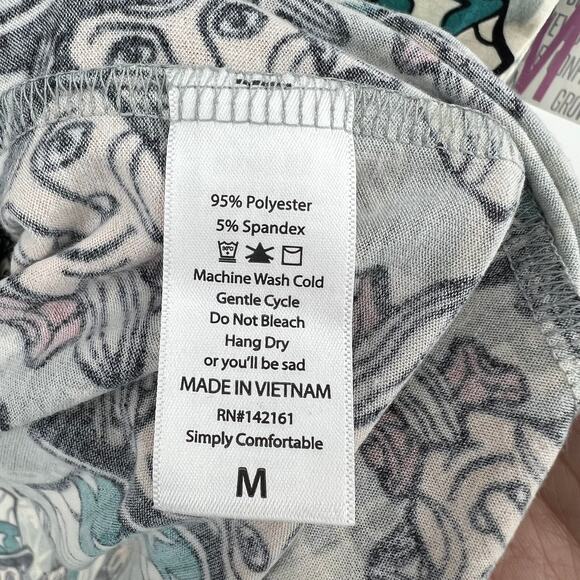 95% Polyester
5% Spandex
Machine Wash Cold
Gentle Cycle
Do Not Bleach
Hang Dry
or you'll be sad
MADE IN VIETNAM
RN#142161
Simply Comfortable
M